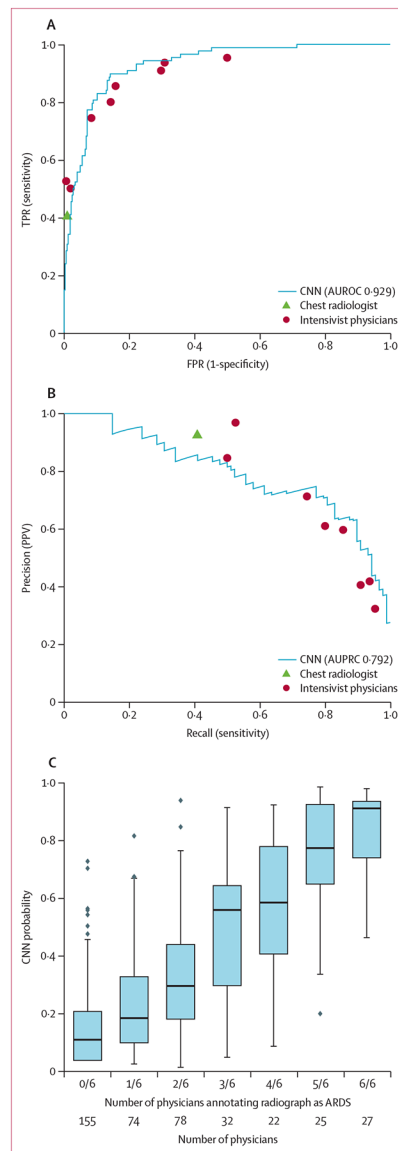 A
1·0
0·8
0·6
0·4
0·2
0
TPR (sensitivity)
CNN (AUROC 0·929)
Chest radiologist
Intensivist physicians
0 0·2 0·4 0·6 0·8 1·0
FPR (1-specificity)
B
1·0
0·8
0·6
0·4
0·2
0
Precision (PPV)
CNN (AUPRC 0·792)
Chest radiologist
Intensivist physicians
0 0·2 0·4 0·6 0·8 1·0
Recall (sensitivity)
C
1·0
0·8
0·6
0·4
0·2
0
CNN probability
0/6 1/6 2/6 3/6 4/6 5/6 6/6
Number of physicians annotating radiograph as ARDS
155 74 78 32 22 25 27
Number of physicians